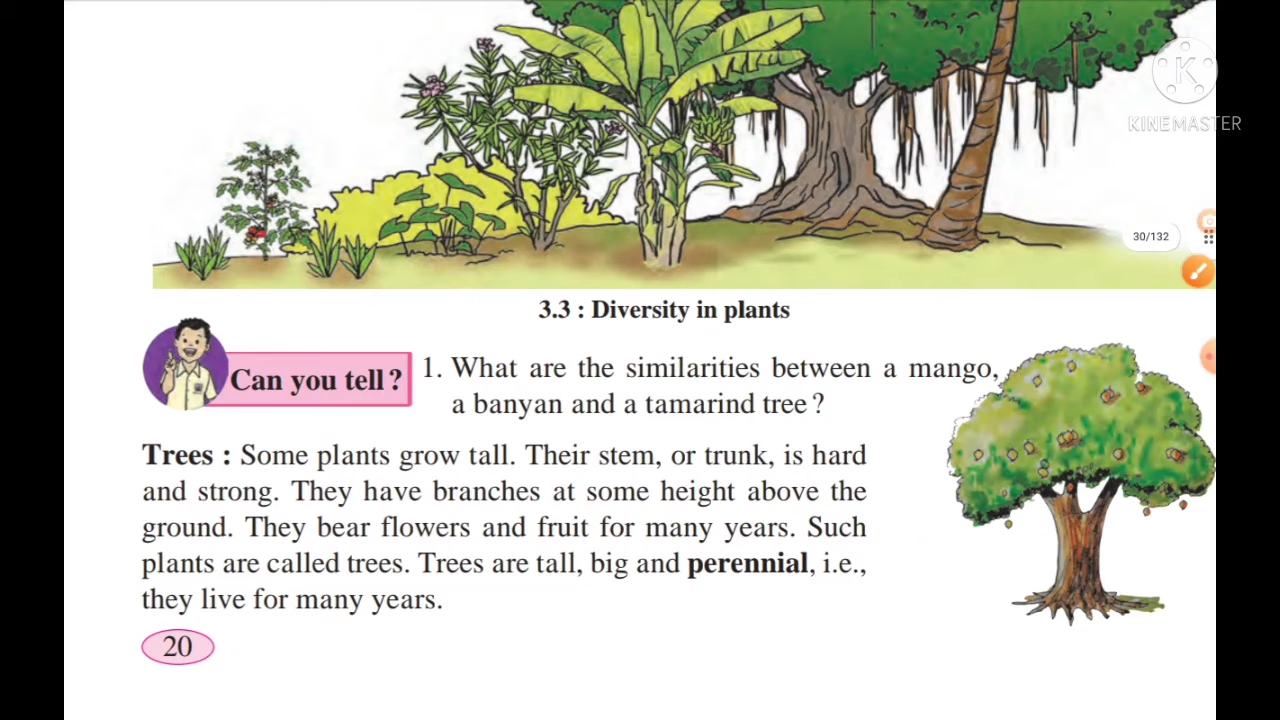 KINEMASTER
30/132
3.3 : Diversity in plants
Can you tell ?
1. What are the similarities between a mango,
a banyan and a tamarind tree ?
Trees : Some plants grow tall. Their stem, or trunk, is hard
and strong. They have branches at some height above the
ground. They bear flowers and fruit for many years. Such
plants are called trees. Trees are tall, big and perennial, i.e.,
they live for many years.
20